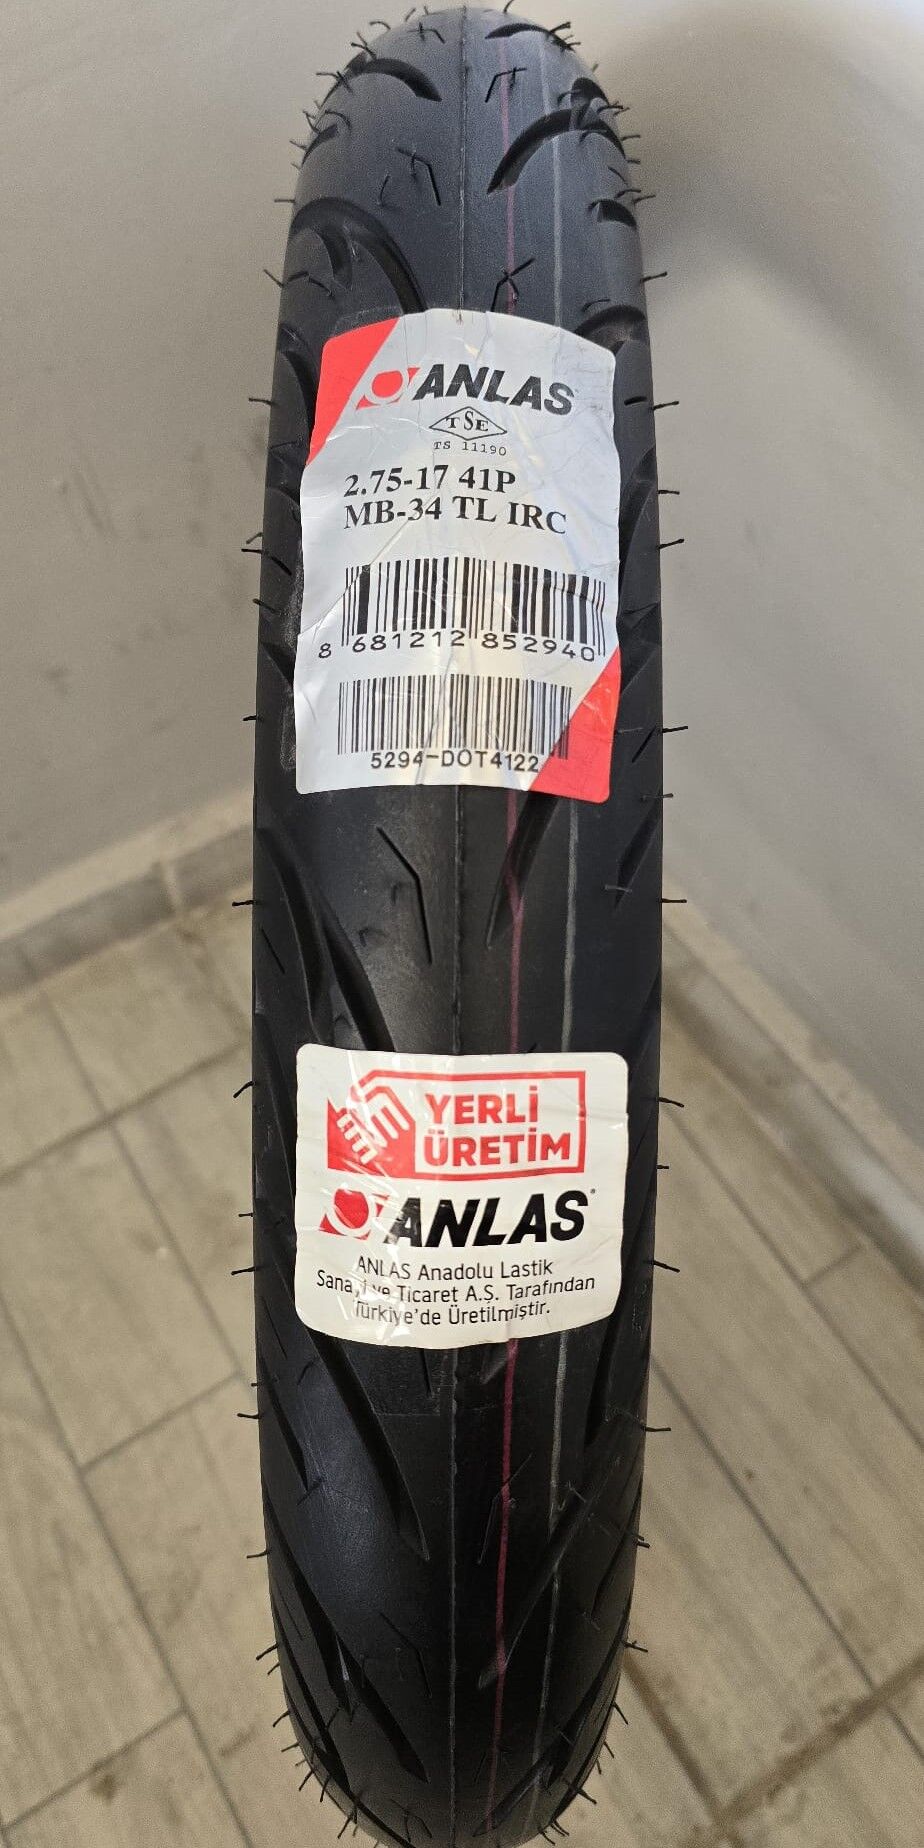 ANLAS
TSE
TS 11190
2.75-17 41P
MB-34 TL IRC
8 681212 852940
5294-DOT4122
YERLİ
ÜRETİM
ANLAS®
ANLAS Anadolu Lastik
Sanayi ve Ticaret A.Ş. Tarafından
Türkiye'de Üretilmiştir.